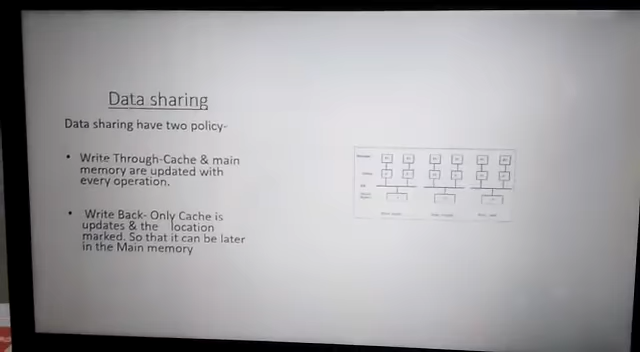 Data sharing
Data sharing have two policy-
• Write Through-Cache & main
memory are updated with
every operation.
• Write Back- Only Cache is
updates & the location
marked. So that it can be later
in the Main memory